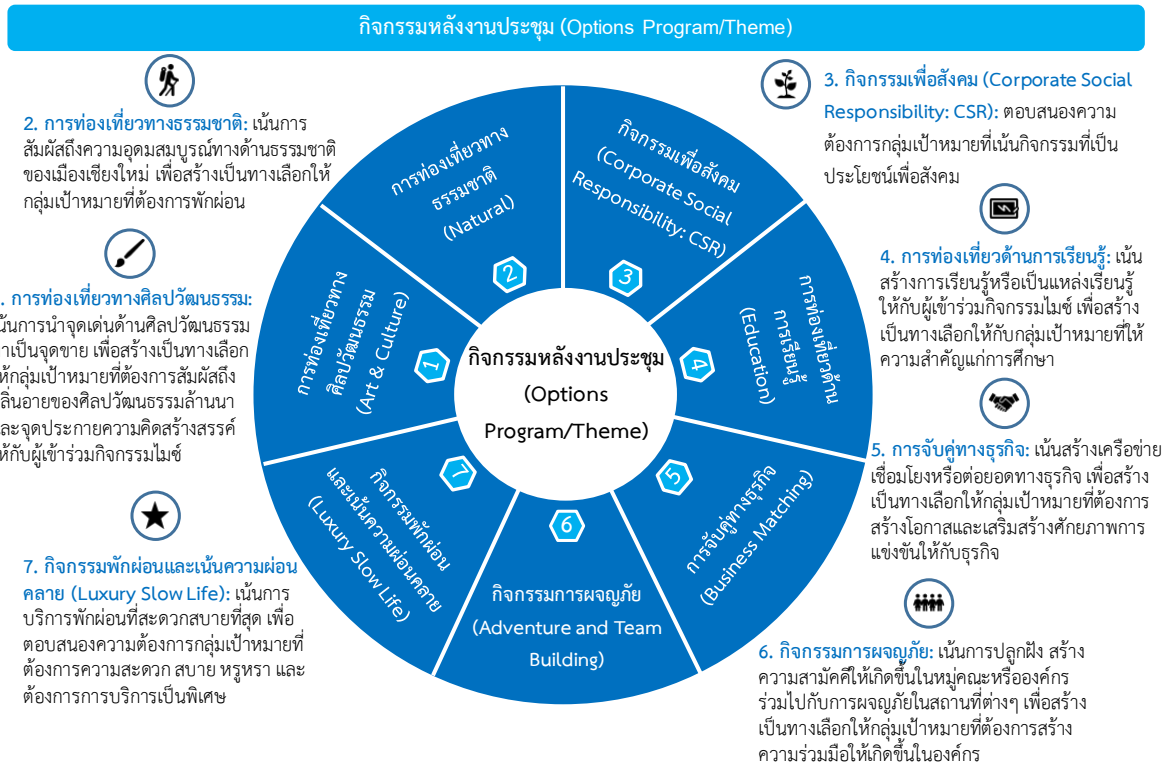 กิจกรรมหลังงานประชุม (Options Program/Theme)
2. การท่องเที่ยวทางธรรมชาติ: เน้นการ
สัมผัสถึงความอุดมสมบูรณ์ทางด้านธรรมชาติ
ของเมืองเชียงใหม่ เพื่อสร้างเป็นทางเลือกให้
กลุ่มเป้าหมายที่ต้องการพักผ่อน
. การท่องเที่ยวทางศิลปวัฒนธรรม:
น้นการนำจุดเด่นด้านศิลปวัฒนธรรม
าเป็นจุดขาย เพื่อสร้างเป็นทางเลือก
ห้กลุ่มเป้าหมายที่ต้องการสัมผัสถึง
ลิ่นอายของศิลปวัฒนธรรมล้านนา
ละจุดประกายความคิดสร้างสรรค์
ห้กับผู้เข้าร่วมกิจกรรมไมซ์
7. กิจกรรมพักผ่อนและเน้นความผ่อน
คลาย (Luxury Slow Life): เน้นการ
บริการพักผ่อนที่สะดวกสบายที่สุด เพื่อ
ตอบสนองความต้องการกลุ่มเป้าหมายที่
ต้องการความสะดวก สบาย หรูหรา และ
ต้องการการบริการเป็นพิเศษ
การท่องเที่ยวทาง
ศิลปวัฒนธรรม
(Art & Culture)
1
การท่องเที่ยวทาง
ธรรมชาติ
(Natural)
2
กิจกรรมเพื่อสังคม
(Corporate Social
Responsibility: CSR)
3
การท่องเที่ยวด้าน
การเรียนรู้
(Education)
4
การจับคู่ทางธุรกิจ
(Business Matching)
5
6
กิจกรรมการผจญภัย
(Adventure and Team
Building)
7
กิจกรรมพักผ่อน
และเน้นความผ่อนคลาย
(Luxury Slow Life)
กิจกรรมหลังงานประชุม
(Options
Program/Theme)
3. กิจกรรมเพื่อสังคม (Corporate Social
Responsibility: CSR): ตอบสนองความ
ต้องการกลุ่มเป้าหมายที่เน้นกิจกรรมที่เป็น
ประโยชน์เพื่อสังคม
4. การท่องเที่ยวด้านการเรียนรู้: เน้น
สร้างการเรียนรู้หรือเป็นแหล่งเรียนรู้
ให้กับผู้เข้าร่วมกิจกรรมไมซ์ เพื่อสร้าง
เป็นทางเลือกให้กับกลุ่มเป้าหมายที่ให้
ความสำคัญแก่การศึกษา
5. การจับคู่ทางธุรกิจ: เน้นสร้างเครือข่าย
เชื่อมโยงหรือต่อยอดทางธุรกิจ เพื่อสร้าง
เป็นทางเลือกให้กลุ่มเป้าหมายที่ต้องการ
สร้างโอกาสและเสริมสร้างศักยภาพการ
แข่งขันให้กับธุรกิจ
6. กิจกรรมการผจญภัย: เน้นการปลูกฝัง สร้าง
ความสามัคคีให้เกิดขึ้นในหมู่คณะหรือองค์กร
ร่วมไปกับการผจญภัยในสถานที่ต่างๆ เพื่อสร้าง
เป็นทางเลือกให้กลุ่มเป้าหมายที่ต้องการสร้าง
ความร่วมมือให้เกิดขึ้นในองค์กร